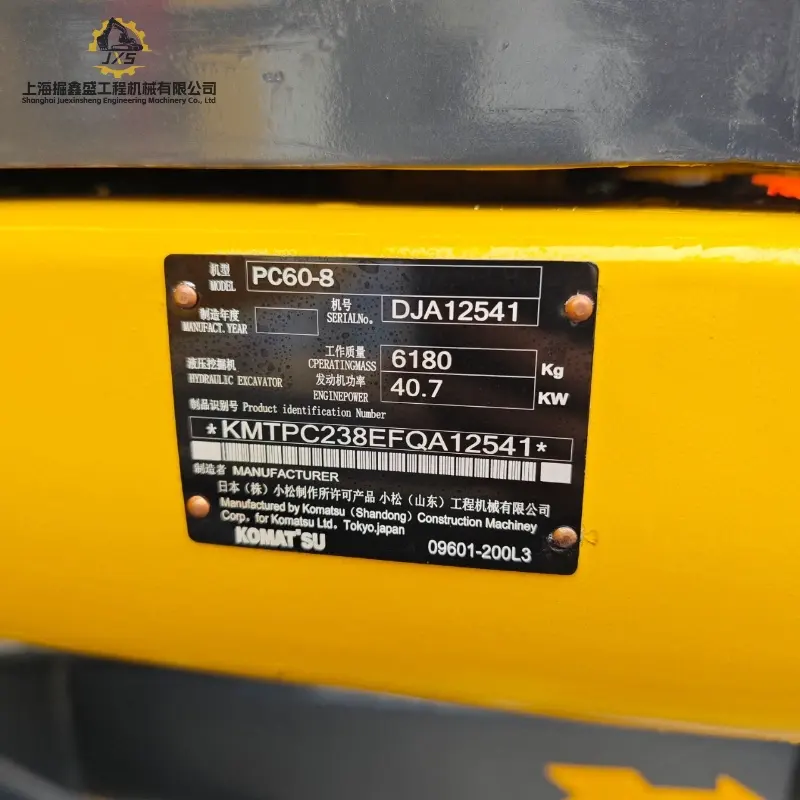 JXS
上海掘鑫盛工程机械有限公司
Shanghai Juexinsheng Engineering Machinery Co., Ltd
机型 MODEL PC60-8
机号 SERIALNo. DJA12541
制造年度 MANUFACT.YEAR
工作质量 CPERATINGMASS 6180 Kg
液压挖掘机 HYDRAULIC EXCAVATOR
发动机功率 ENGINEPOWER 40.7 KW
制品识别号 Product identification Number
*KMTPC238EFQA12541*
制造者 MANUFACTURER
日本（株）小松制作所许可产品 小松（山东）工程机械有限公司
Manufactured by Komatsu (Shandong) Construction Machinery
Corp. for Komatsu Ltd. Tokyo.japan
KOMAT'SU 09601-200L3